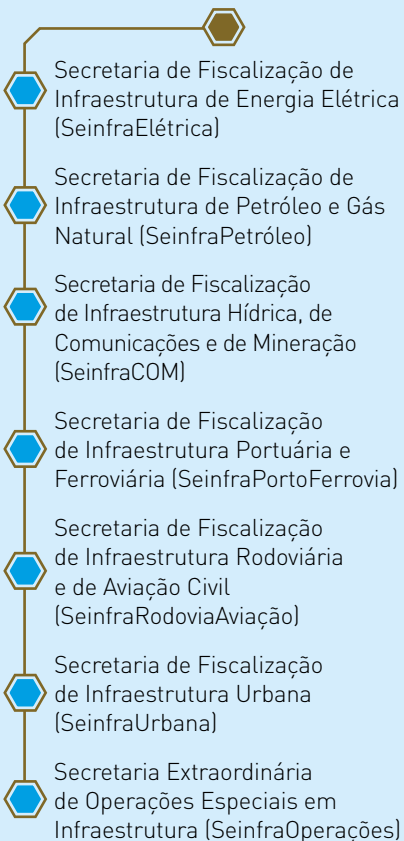 Secretaria de Fiscalização de
Infraestrutura de Energia Elétrica
(SeinfraElétrica)
Secretaria de Fiscalização de
Infraestrutura de Petróleo e Gás
Natural (SeinfraPetróleo)
Secretaria de Fiscalização
de Infraestrutura Hídrica, de
Comunicações e de Mineração
(SeinfraCOM)
Secretaria de Fiscalização
de Infraestrutura Portuária e
Ferroviária (SeinfraPortoFerrovia)
Secretaria de Fiscalização
de Infraestrutura Rodoviária
e de Aviação Civil
(SeinfraRodoviaAviação)
Secretaria de Fiscalização
de Infraestrutura Urbana
(SeinfraUrbana)
Secretaria Extraordinária
de Operações Especiais em
Infraestrutura (SeinfraOperações)